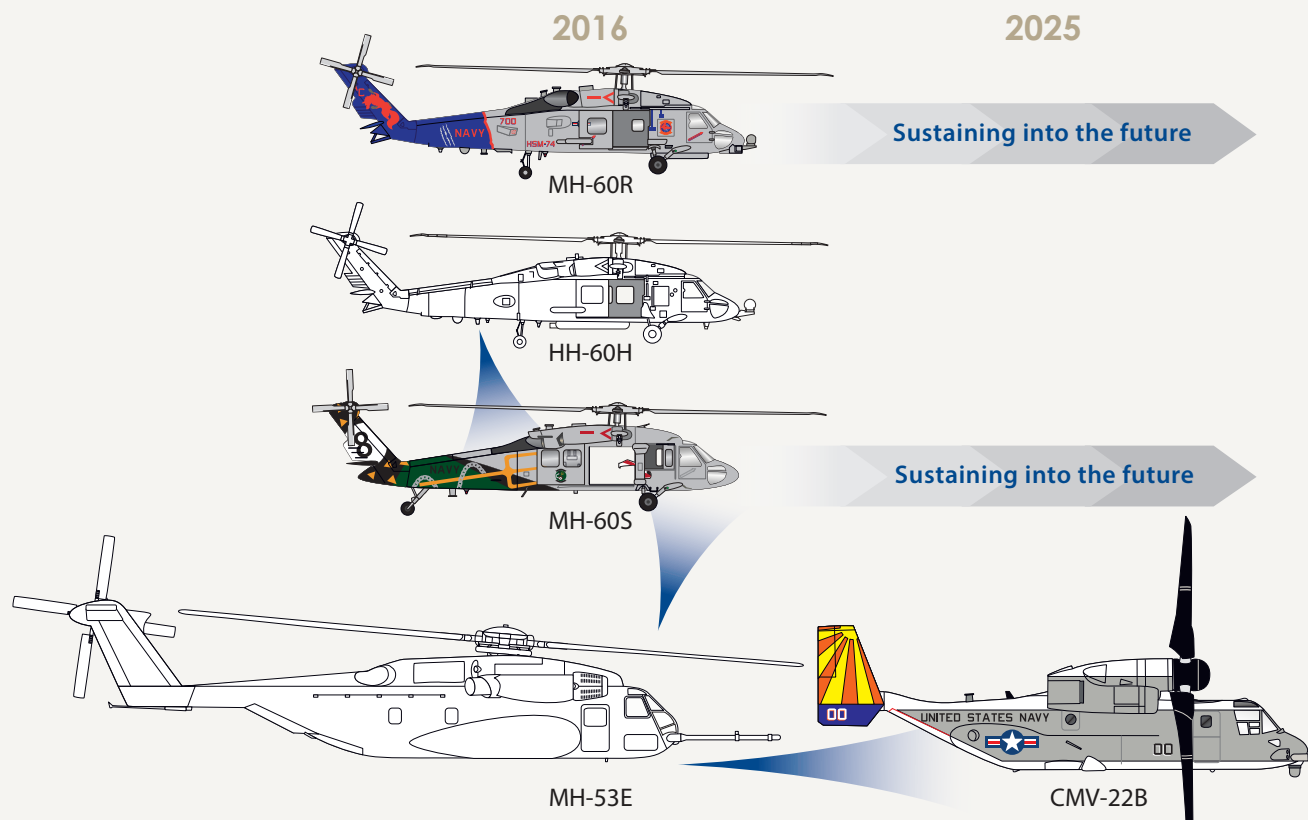 2016
2025
NAVY
700
HSM-74
Sustaining into the future
MH-60R
HH-60H
NAVY
Sustaining into the future
MH-60S
00
UNITED STATES NAVY
00
MH-53E
CMV-22B